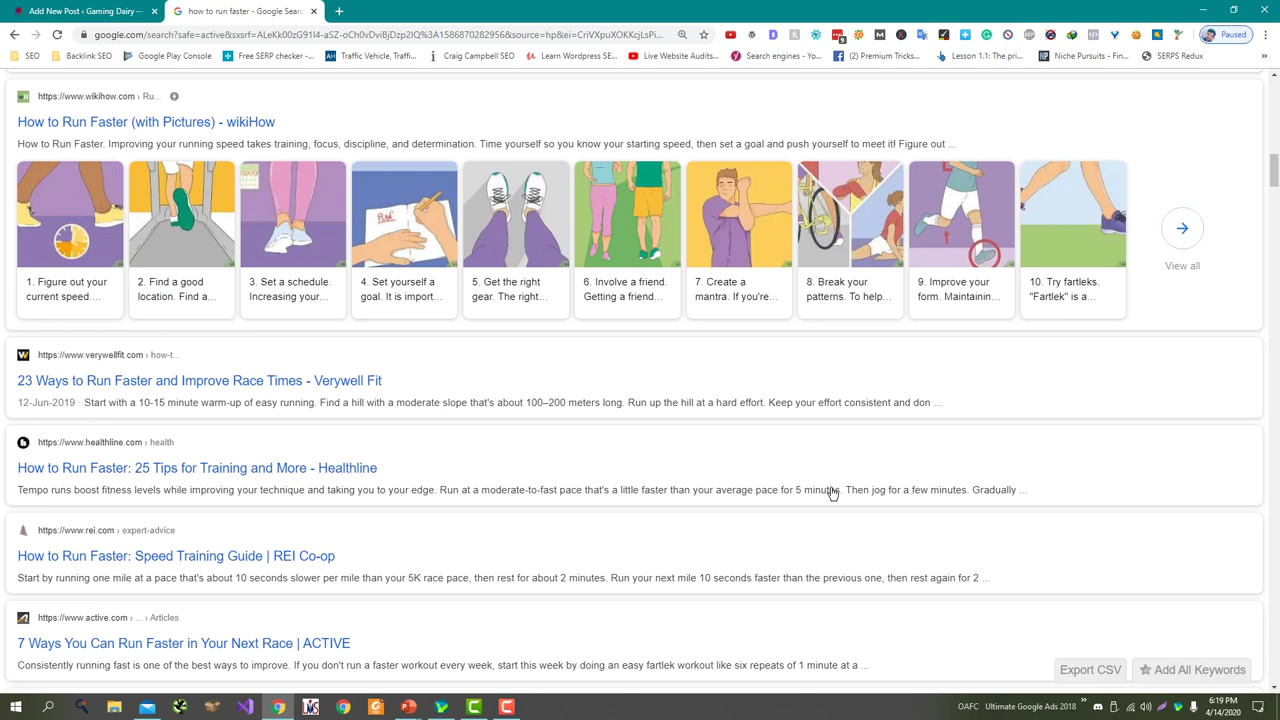 Add New Post ‹ Gaming Dairy —
how to run faster - Google Sear
Paused
google.com/search?safe=active&sxsrf=ALeKk00zG91I4-aSZ-oCh0vDviBjDzp2IQ%3A1586870282956&source=hp&ei=CriVXpuXOKKcjLsPi...
SEO
Backlink SEO
Google Play Console
Free SERP checker -...
Traffic Vehicle, Traffi...
Craig Campbell SEO
Learn Wordpress SE...
Live Website Audits...
Search engines - Yo...
(2) Premium Tricks...
Lesson 1.1: The pri...
Niche Pursuits - Fin...
SERPS Redux
»
https://www.wikihow.com › Ru...
How to Run Faster (with Pictures) - wikiHow
How to Run Faster. Improving your running speed takes training, focus, discipline, and determination. Time yourself so you know your starting speed, then set a goal and push yourself to meet it! Figure out ...
PLAN
1. Figure out your current speed....
2. Find a good location. Find a...
3. Set a schedule. Increasing your...
4. Set yourself a goal. It is import...
5. Get the right gear. The right...
6. Involve a friend. Getting a friend...
7. Create a mantra. If you're...
8. Break your patterns. To help...
9. Improve your form. Maintainin...
10. Try fartleks. "Fartlek" is a...
View all
https://www.verywellfit.com › how-t...
23 Ways to Run Faster and Improve Race Times - Verywell Fit
12-Jun-2019 · Start with a 10-15 minute warm-up of easy running. Find a hill with a moderate slope that's about 100–200 meters long. Run up the hill at a hard effort. Keep your effort consistent and don ...
https://www.healthline.com › health
How to Run Faster: 25 Tips for Training and More - Healthline
Tempo runs boost fitness levels while improving your technique and taking you to your edge. Run at a moderate-to-fast pace that's a little faster than your average pace for 5 minutes. Then jog for a few minutes. Gradually ...
https://www.rei.com › expert-advice
How to Run Faster: Speed Training Guide | REI Co-op
Start by running one mile at a pace that's about 10 seconds slower per mile than your 5K race pace, then rest for about 2 minutes. Run your next mile 10 seconds faster than the previous one, then rest again for 2 ...
https://www.active.com › ... › Articles
7 Ways You Can Run Faster in Your Next Race | ACTIVE
Consistently running fast is one of the best ways to improve. If you don't run a faster workout every week, start this week by doing an easy fartlek workout like six repeats of 1 minute at a ...
Export CSV
Add All Keywords
OAFC
Ultimate Google Ads 2018
»
6:19 PM
4/14/2020